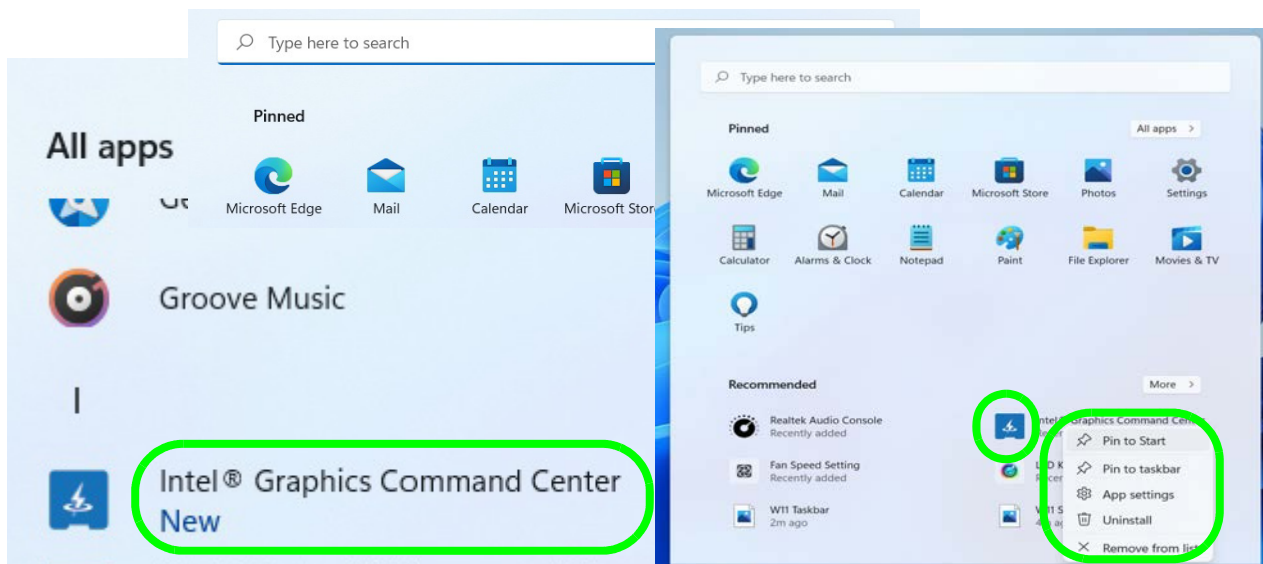 Type here to search
Pinned
Microsoft Edge
Mail
Calendar
Microsoft Stor
All apps
Groove Music
I
Intel® Graphics Command Center
New
Type here to search
Pinned
All apps >
Microsoft Edge
Mail
Calendar
Microsoft Store
Photos
Settings
Calculator
Alarms & Clock
Notepad
Paint
File Explorer
Movies & TV
Tips
Recommended
More >
Realtek Audio Console
Recently added
Graphics Command Center
Pin to Start
Fan Speed Setting
Recently added
Pin to taskbar
App settings
W11 Taskbar
2m ago
W11 S
Uninstall
Remove from list